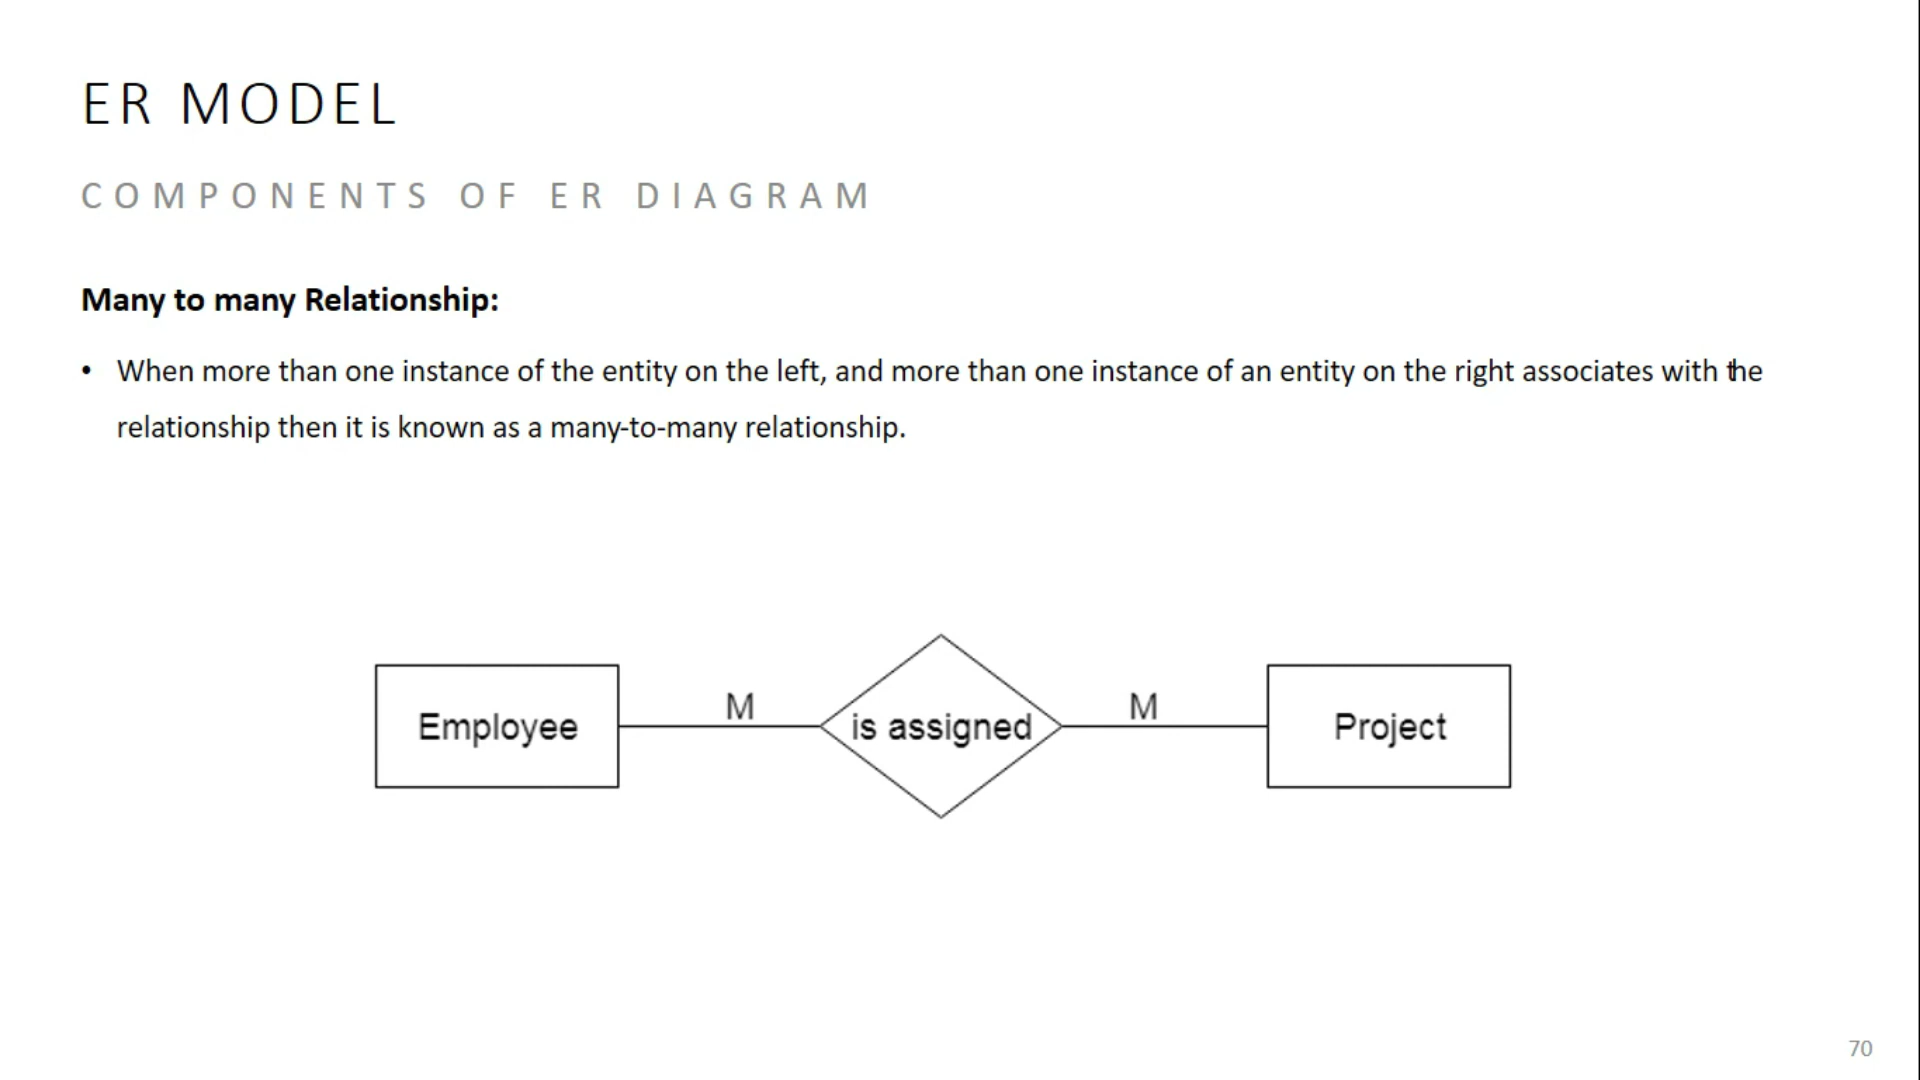 ER MODEL
COMPONENTS OF ER DIAGRAM
Many to many Relationship:
• When more than one instance of the entity on the left, and more than one instance of an entity on the right associates with the
relationship then it is known as a many-to-many relationship.
Employee
M
is assigned
M
Project
70